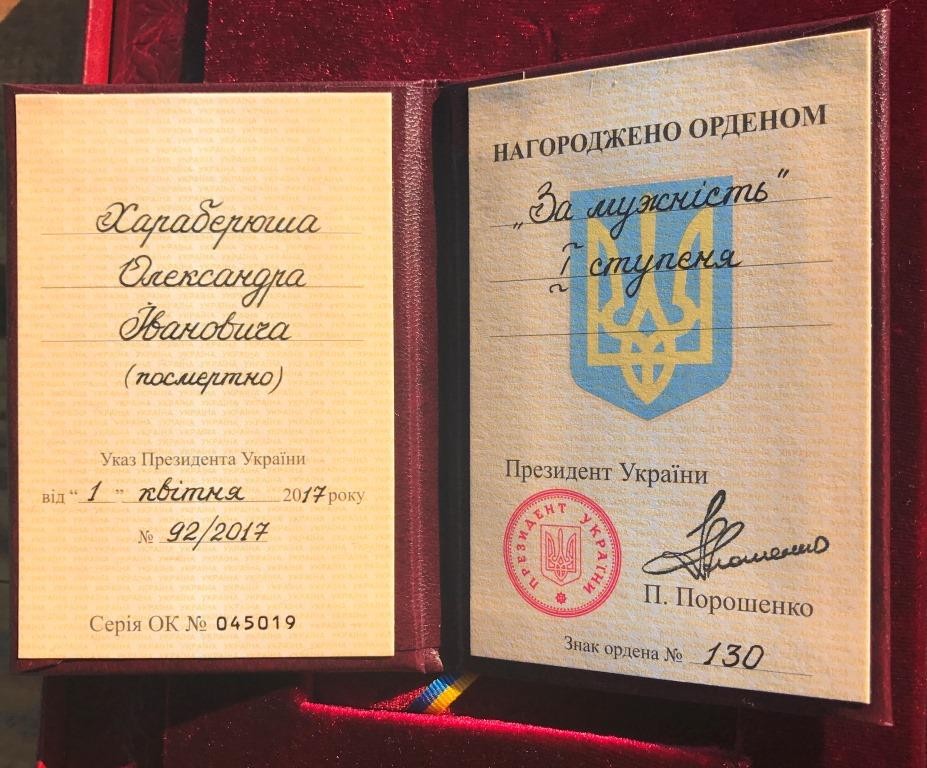 Харaберюша
Олександра
Івановича
(посмертно)
Указ Президента України
від “ 1 ” квітня 2017 року
№ 92/2017
Серія ОК № 045019
НАГОРОДЖЕНО ОРДЕНОМ
„За мужність”
I ступеня
Президент України
ПРЕЗИДЕНТ УКРАЇНИ
П. Порошенко
Знак ордена № 130